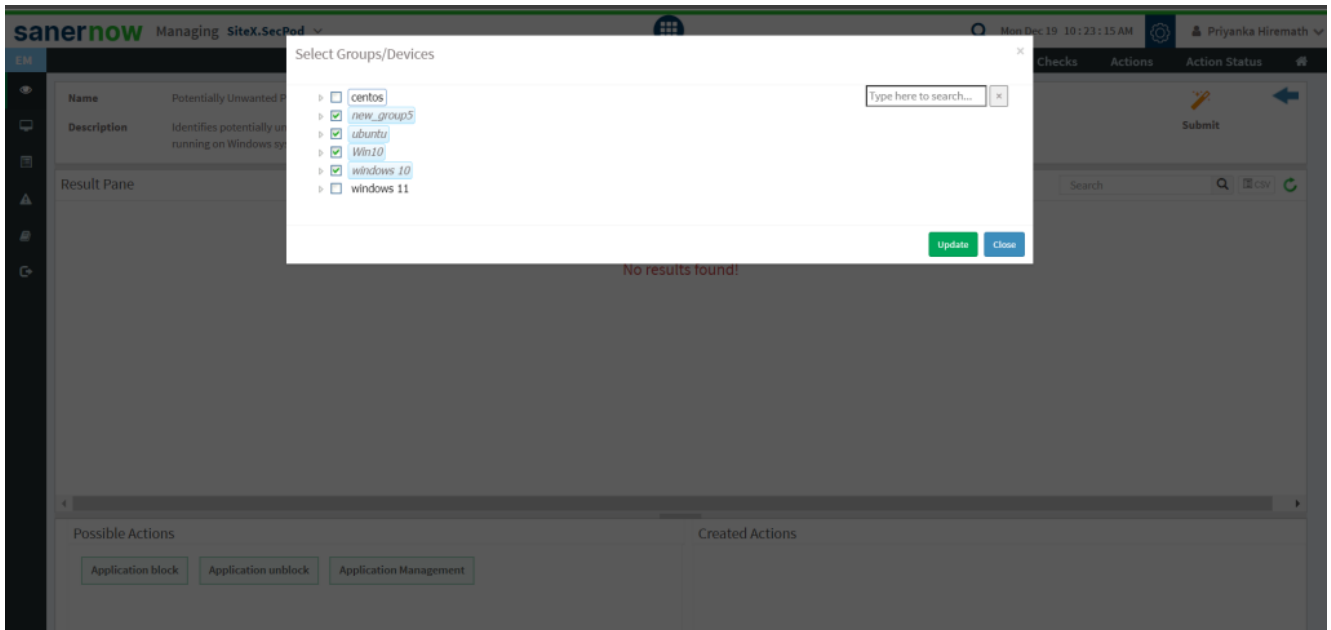 sanernow Managing SiteX.SecPod Mon Dec 19 10:23:15 AM Priyanka Hiremath
EM Checks Actions Action Status
Select Groups/Devices ×
Name Potentially Unwanted P
Description Identifies potentially un
running on Windows sy
Submit
centos
new_group5
ubuntu
Win10
windows 10
windows 11
Type here to search... ×
Update Close
Result Pane Search CSV
No results found!
Possible Actions Created Actions
Application block Application unblock Application Management